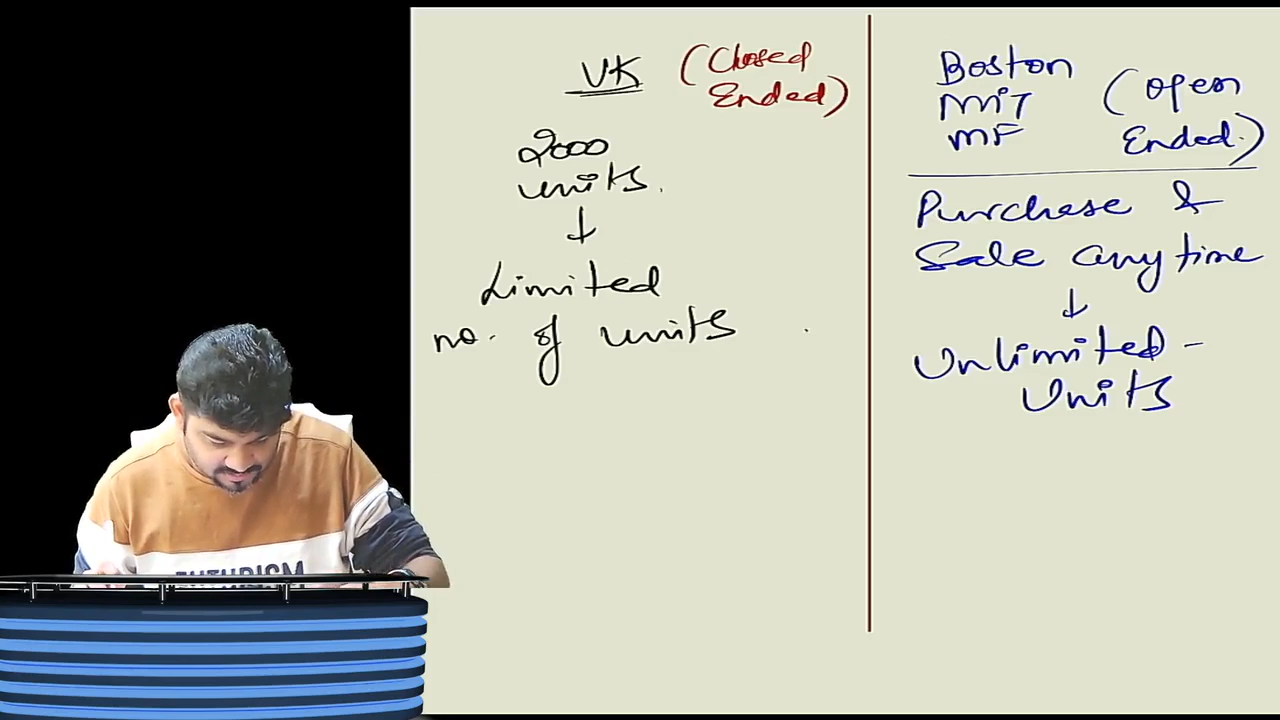 UK (Closed
Ended)
2000
units.
↓
Limited
no. of units
Boston
MIT (open
MF Ended.)
Purchase &
Sale anytime
↓
Unlimited -
Units
FUTURISM